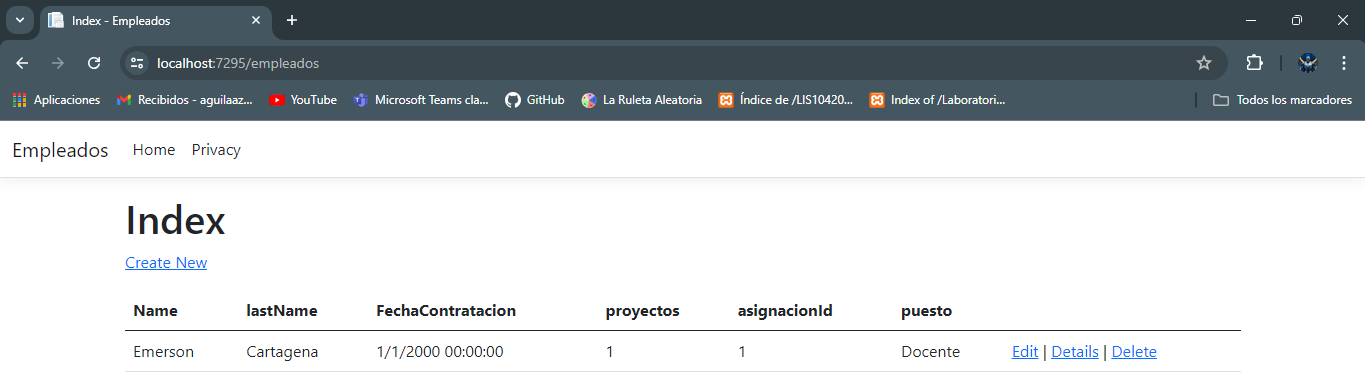 Index - Empleados
localhost:7295/empleados
Aplicaciones Recibidos - aguilaaz... YouTube Microsoft Teams cla... GitHub La Ruleta Aleatoria Índice de /LIS10420... Index of /Laboratori... Todos los marcadores
Empleados Home Privacy
Index
Create New
Name lastName FechaContratacion proyectos asignacionId puesto
Emerson Cartagena 1/1/2000 00:00:00 1 1 Docente Edit | Details | Delete